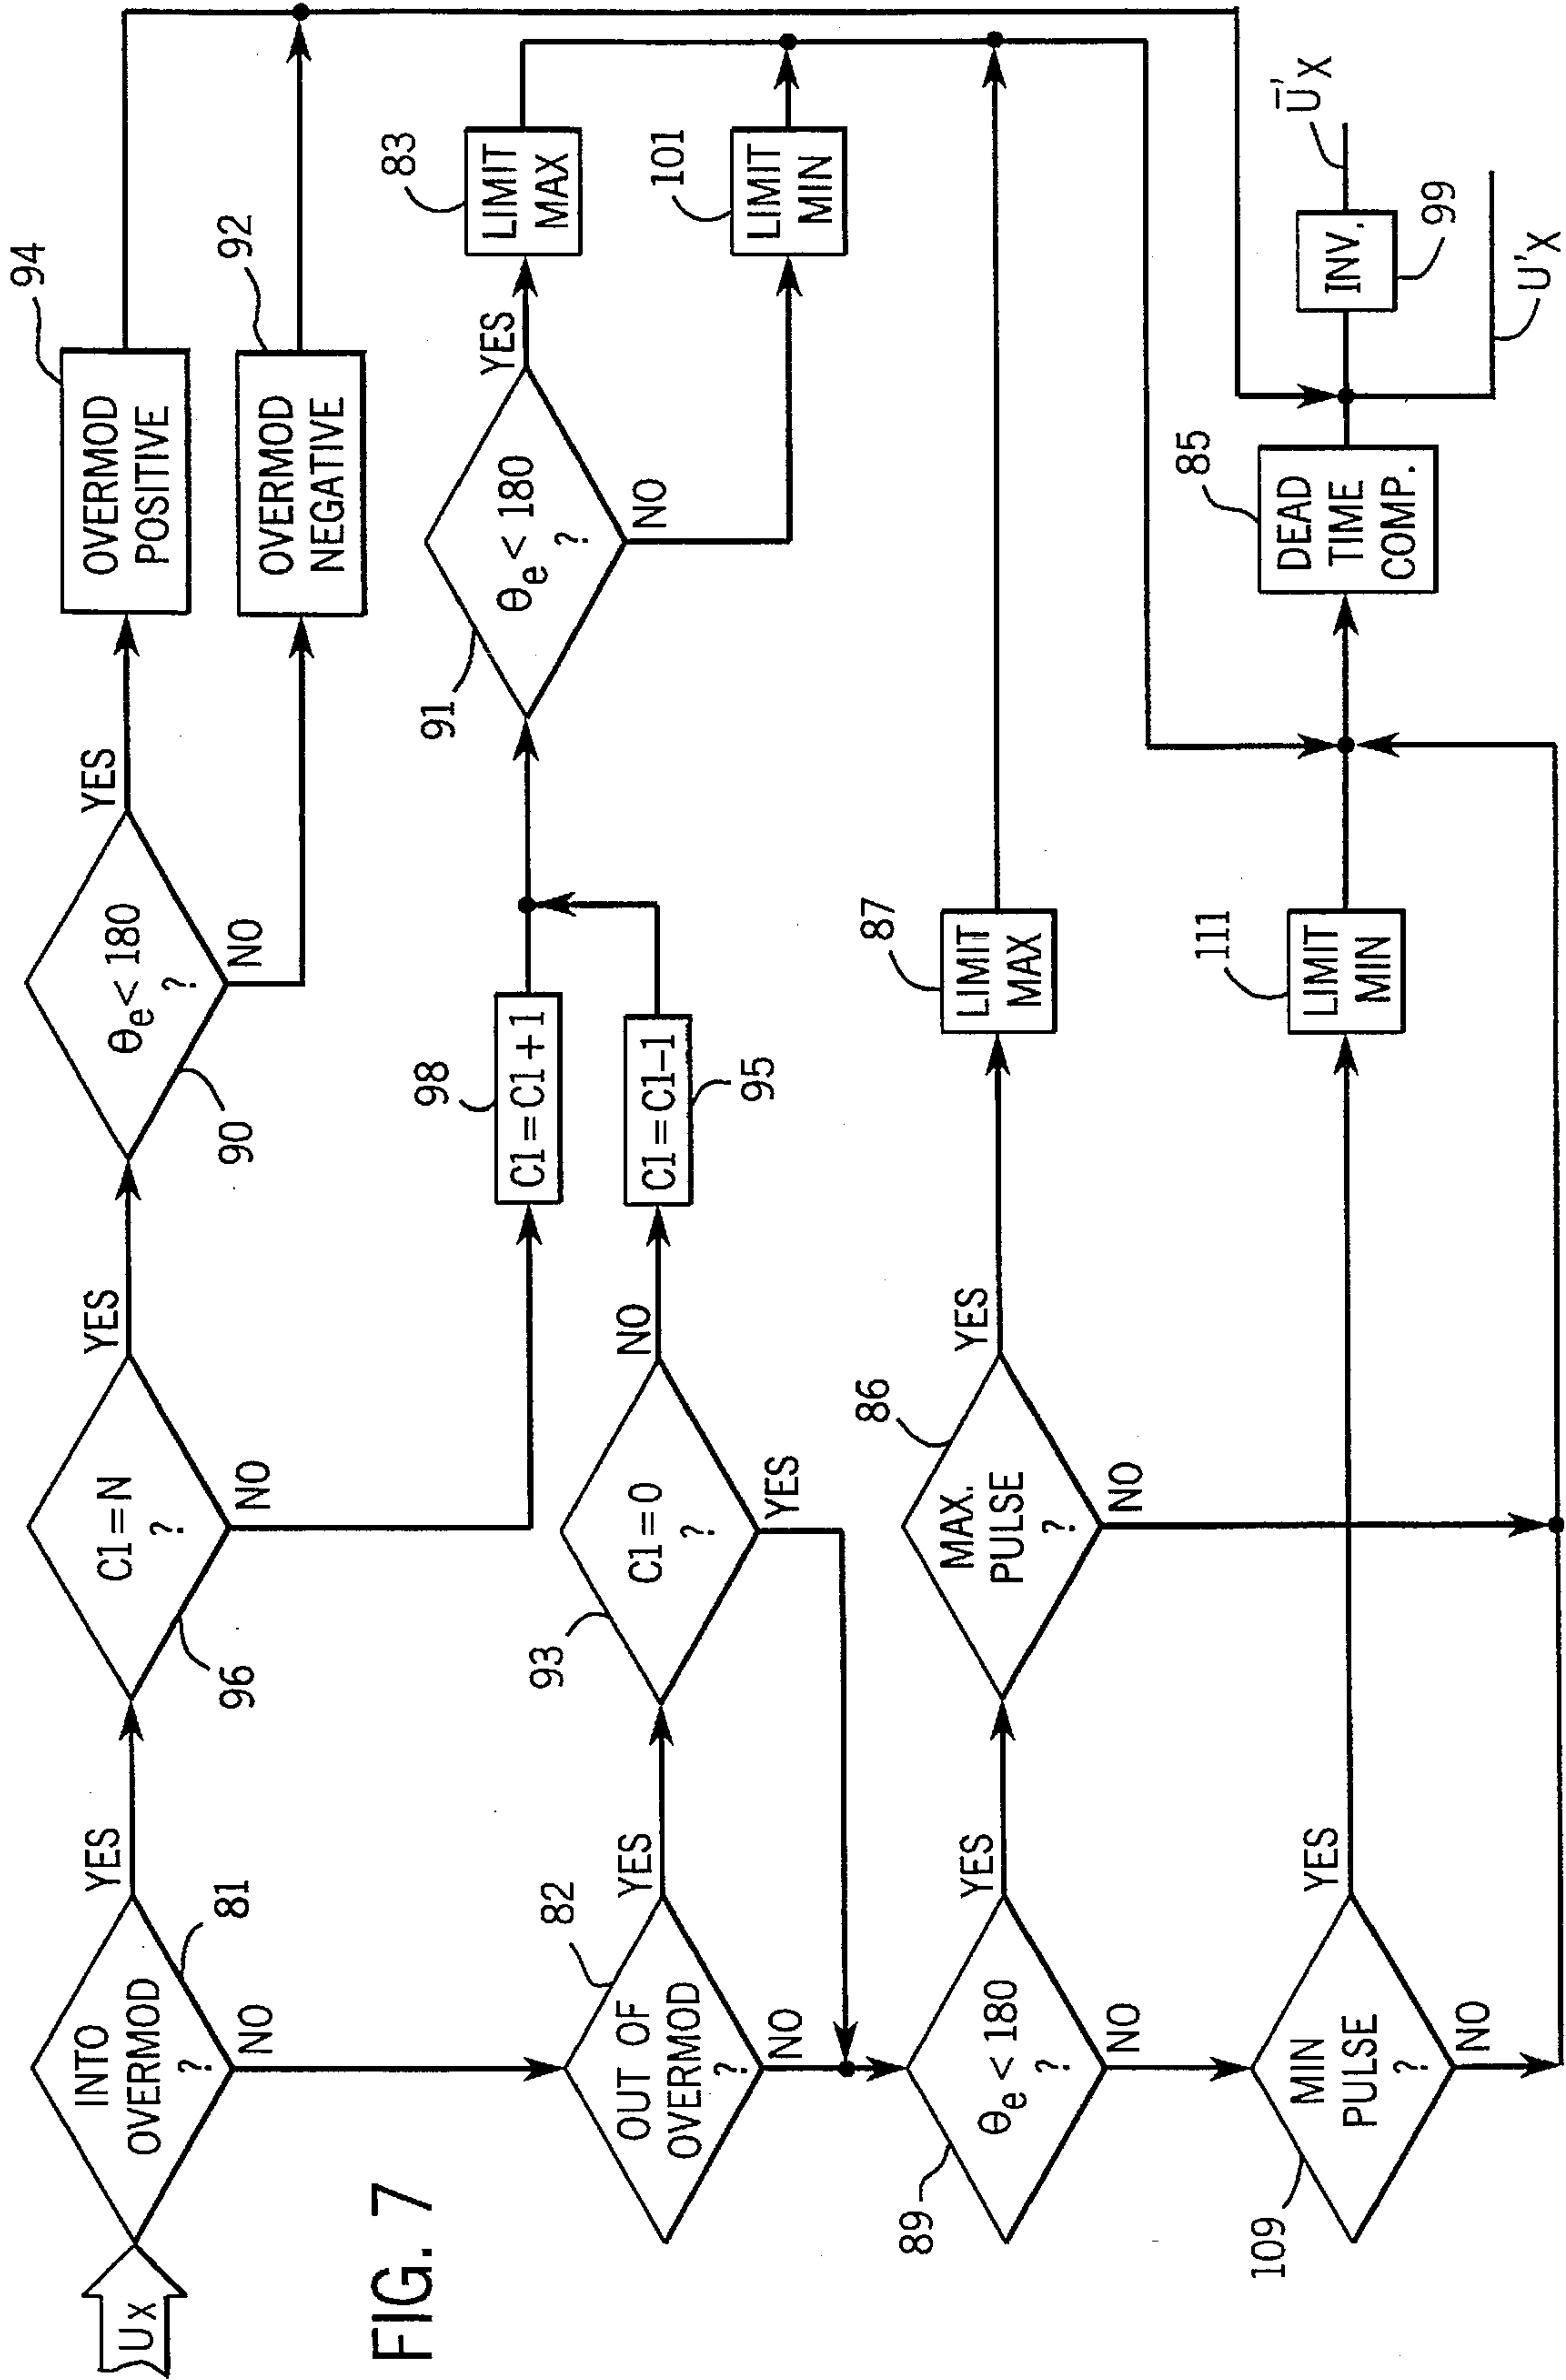 FIG. 7
UX
INTO
OVERMOD
?
81
YES
NO
C1=N
?
96
YES
NO
θe < 180
?
90
YES
NO
OVERMOD
POSITIVE
94
OVERMOD
NEGATIVE
92
C1=C1+1
98
θe < 180
?
91
YES
NO
LIMIT
MAX
83
LIMIT
MIN
101
OUT OF
OVERMOD
?
82
YES
NO
C1=0
?
93
NO
YES
C1=C1-1
95
θe < 180
?
89
YES
NO
MAX.
PULSE
?
86
YES
NO
LIMIT
MAX
87
MIN
PULSE
?
109
YES
NO
LIMIT
MIN
111
DEAD
TIME
COMP.
85
INV,
99
Ū'X
U'X